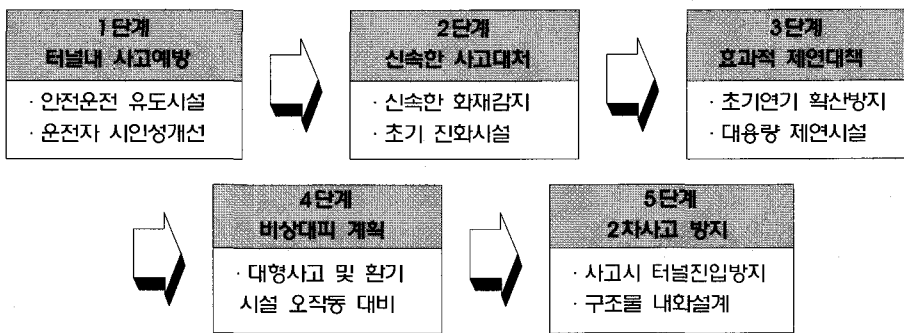 1단계
터널내 사고예방
· 안전운전 유도시설
· 운전자 시인성개선
2단계
신속한 사고대처
· 신속한 화재감지
· 초기 진화시설
3단계
효과적 제연대책
· 초기연기 확산방지
· 대용량 제연시설
4단계
비상대피 계획
· 대형사고 및 환기
시설 오작동 대비
5단계
2차사고 방지
· 사고시 터널진입방지
· 구조물 내화설계